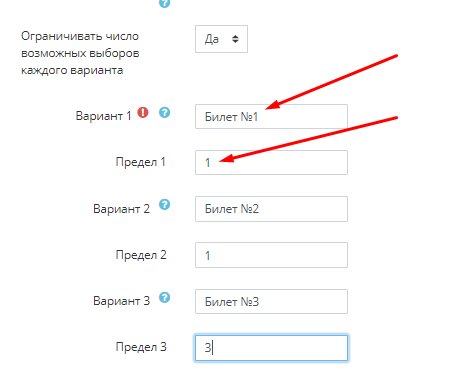 Ограничивать число
возможных выборов
каждого варианта
Да
Вариант 1
Билет №1
Предел 1
1
Вариант 2
Билет №2
Предел 2
1
Вариант 3
Билет №3
Предел 3
3